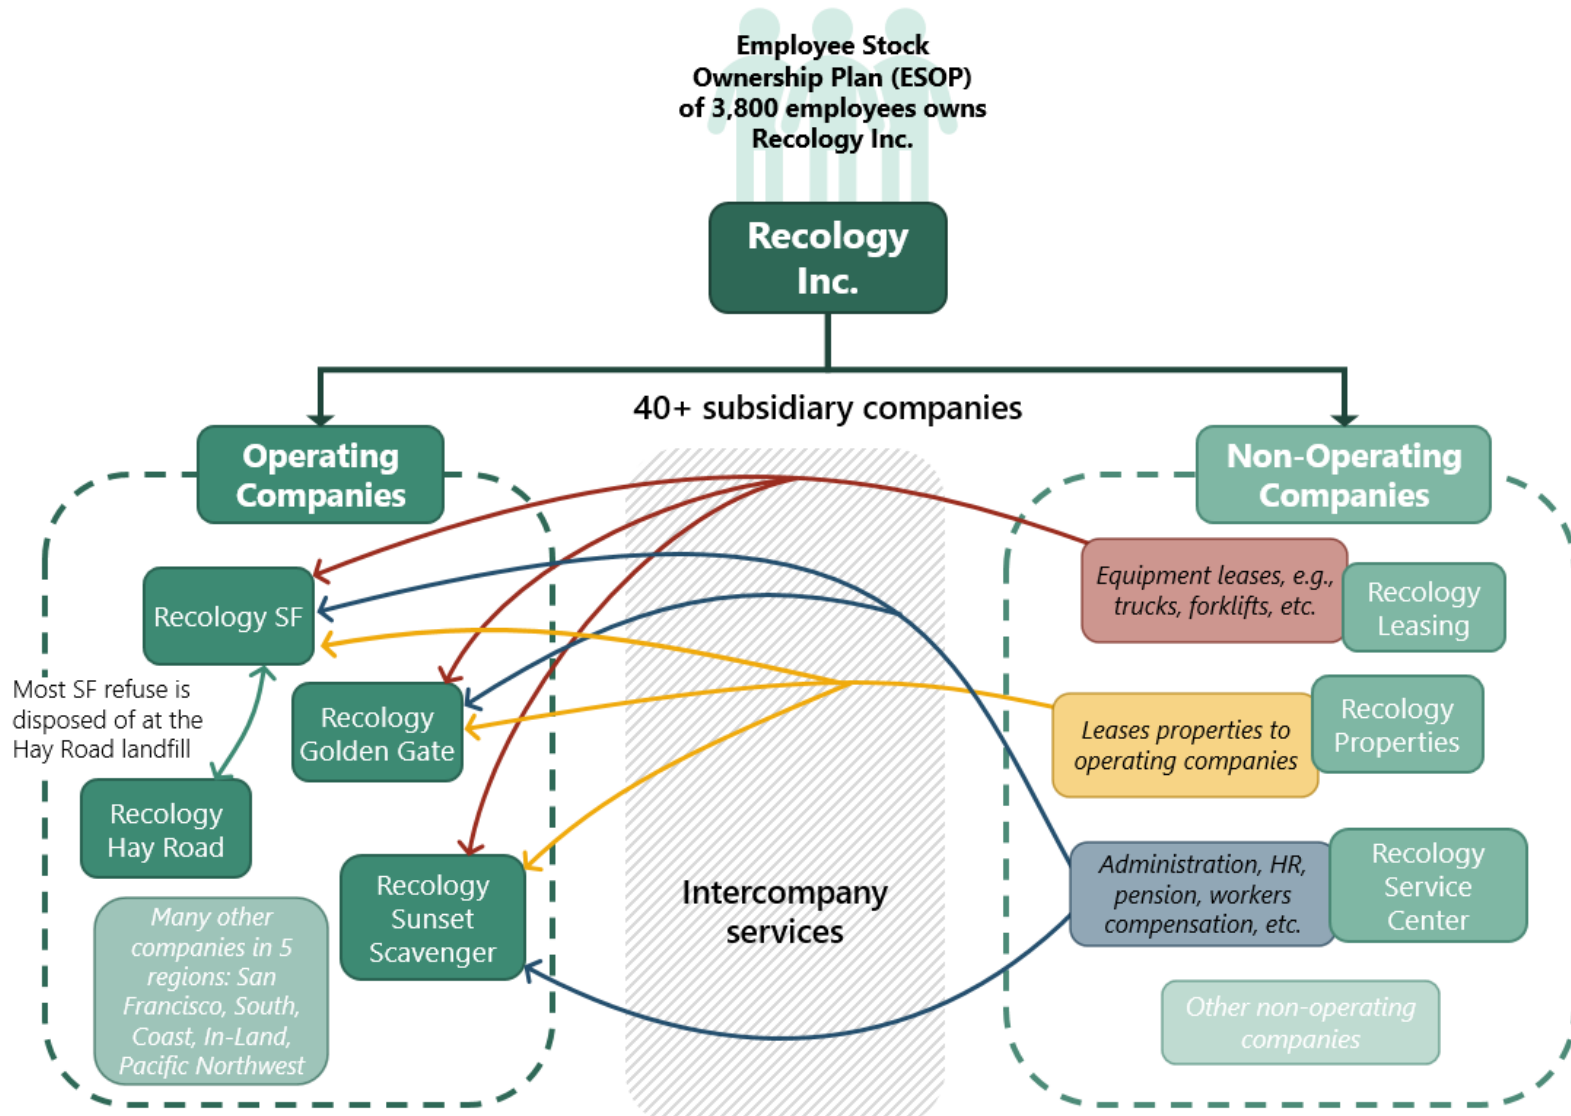 Employee Stock
Ownership Plan (ESOP)
of 3,800 employees owns
Recology Inc.
Recology
Inc.
40+ subsidiary companies
Operating
Companies
Non-Operating
Companies
Recology SF
Most SF refuse is
disposed of at the
Hay Road landfill
Recology
Golden Gate
Recology
Hay Road
Recology
Sunset
Scavenger
Many other
companies in 5
regions: San
Francisco, South,
Coast, In-Land,
Pacific Northwest
Intercompany
services
Equipment leases, e.g.,
trucks, forklifts, etc.
Recology
Leasing
Leases properties to
operating companies
Recology
Properties
Administration, HR,
pension, workers
compensation, etc.
Recology
Service
Center
Other non-operating
companies